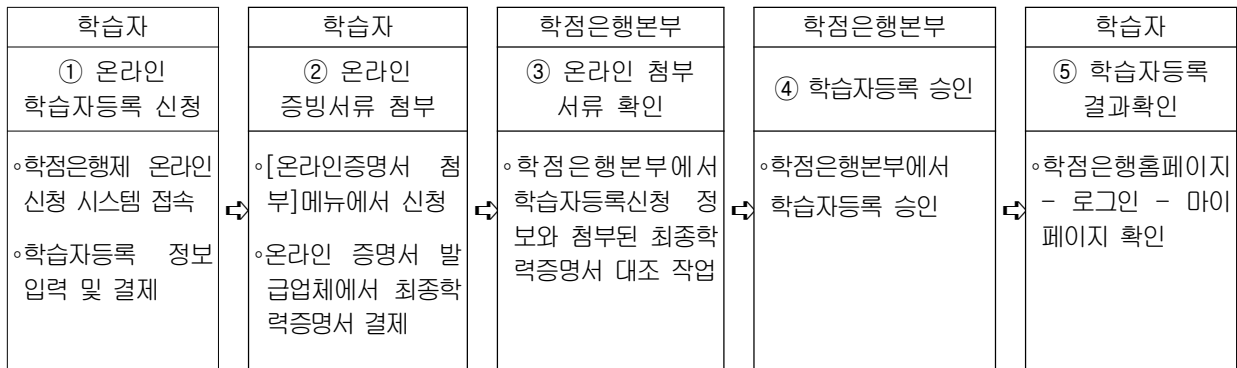 학습자
① 온라인
학습자등록 신청
◦학점은행제 온라인
신청 시스템 접속
◦학습자등록 정보
입력 및 결제
학습자
② 온라인
증빙서류 첨부
◦[온라인증명서 첨
부]메뉴에서 신청
◦온라인 증명서 발
급업체에서 최종학
력증명서 결제
학점은행본부
③ 온라인 첨부
서류 확인
◦학점은행본부에서
학습자등록신청 정
보와 첨부된 최종학
력증명서 대조 작업
학점은행본부
④ 학습자등록 승인
◦학점은행본부에서
학습자등록 승인
학습자
⑤ 학습자등록
결과확인
◦학점은행홈페이지
- 로그인 - 마이
페이지 확인